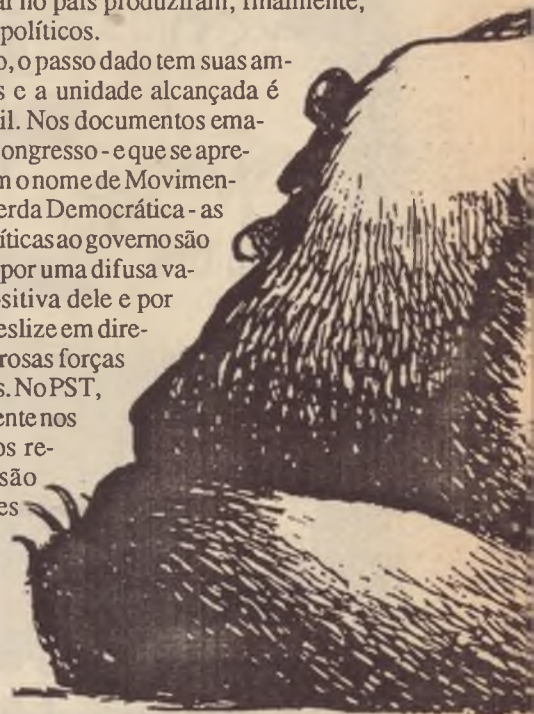 ar no país produziram, finalmente,
políticos.
o, o passo dado tem suas am-
s e a unidade alcançada é
il. Nos documentos ema-
ongresso - e que se apre-
m o nome de Movimen-
erda Democrática - as
íticas ao governo são
por uma difusa va-
sitiva dele e por
eslize em dire-
rosas forças
s. No PST,
ente nos
os re-
são
es